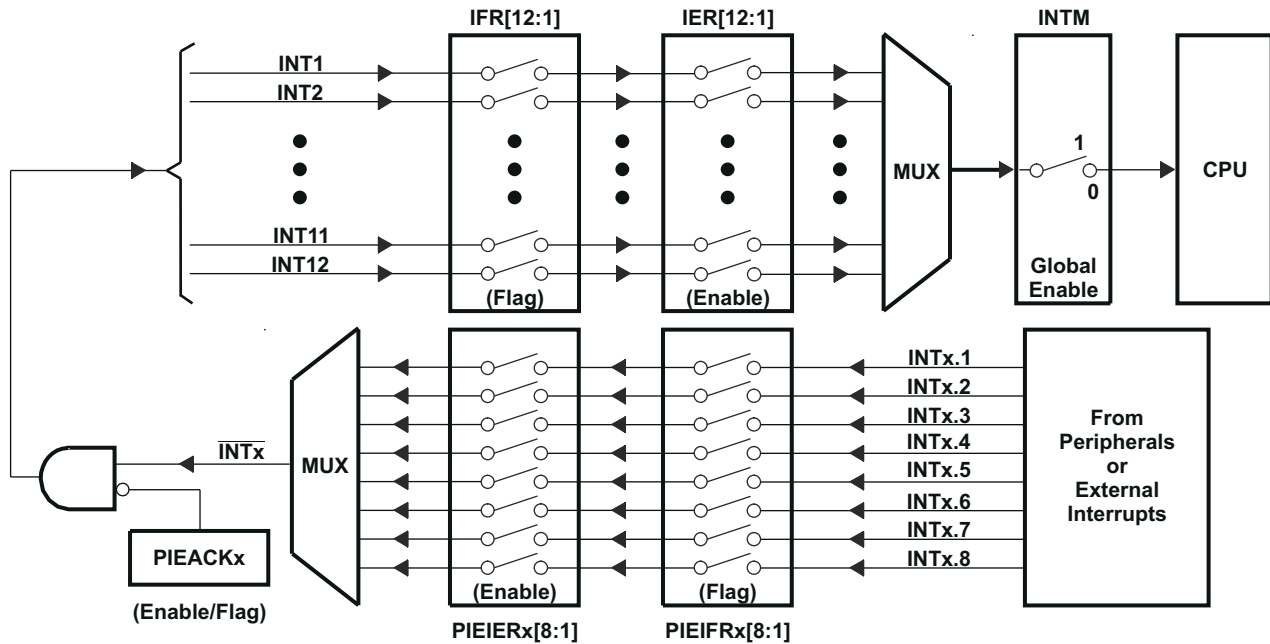 IFR[12:1]
IER[12:1]
INTM
INT1
INT2
INT11
INT12
(Flag)
(Enable)
MUX
1
0
Global
Enable
CPU
INTx.1
INTx.2
INTx.3
INTx.4
INTx.5
INTx.6
INTx.7
INTx.8
From
Peripherals
or
External
Interrupts
INTx
MUX
PIEACKx
(Enable/Flag)
(Enable)
(Flag)
PIEIERx[8:1]
PIEIFRx[8:1]